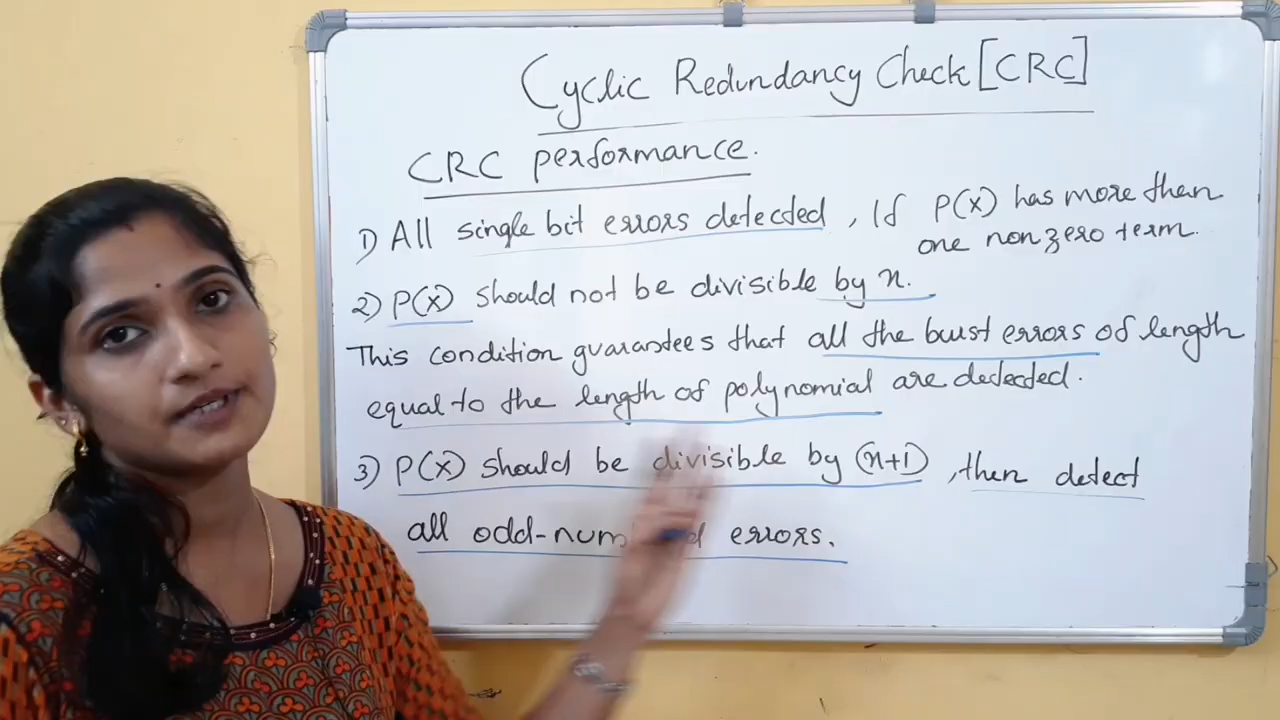 Cyclic Redundancy Check [CRC]
CRC performance.
1) All single bit errors detected, If P(x) has more than
one nonzero term.
2) P(x) should not be divisible by x.
This condition guarantees that all the burst errors of length
equal to the length of polynomial are detected.
3) P(x) should be divisible by (x+1), then detect
all odd-num errors.